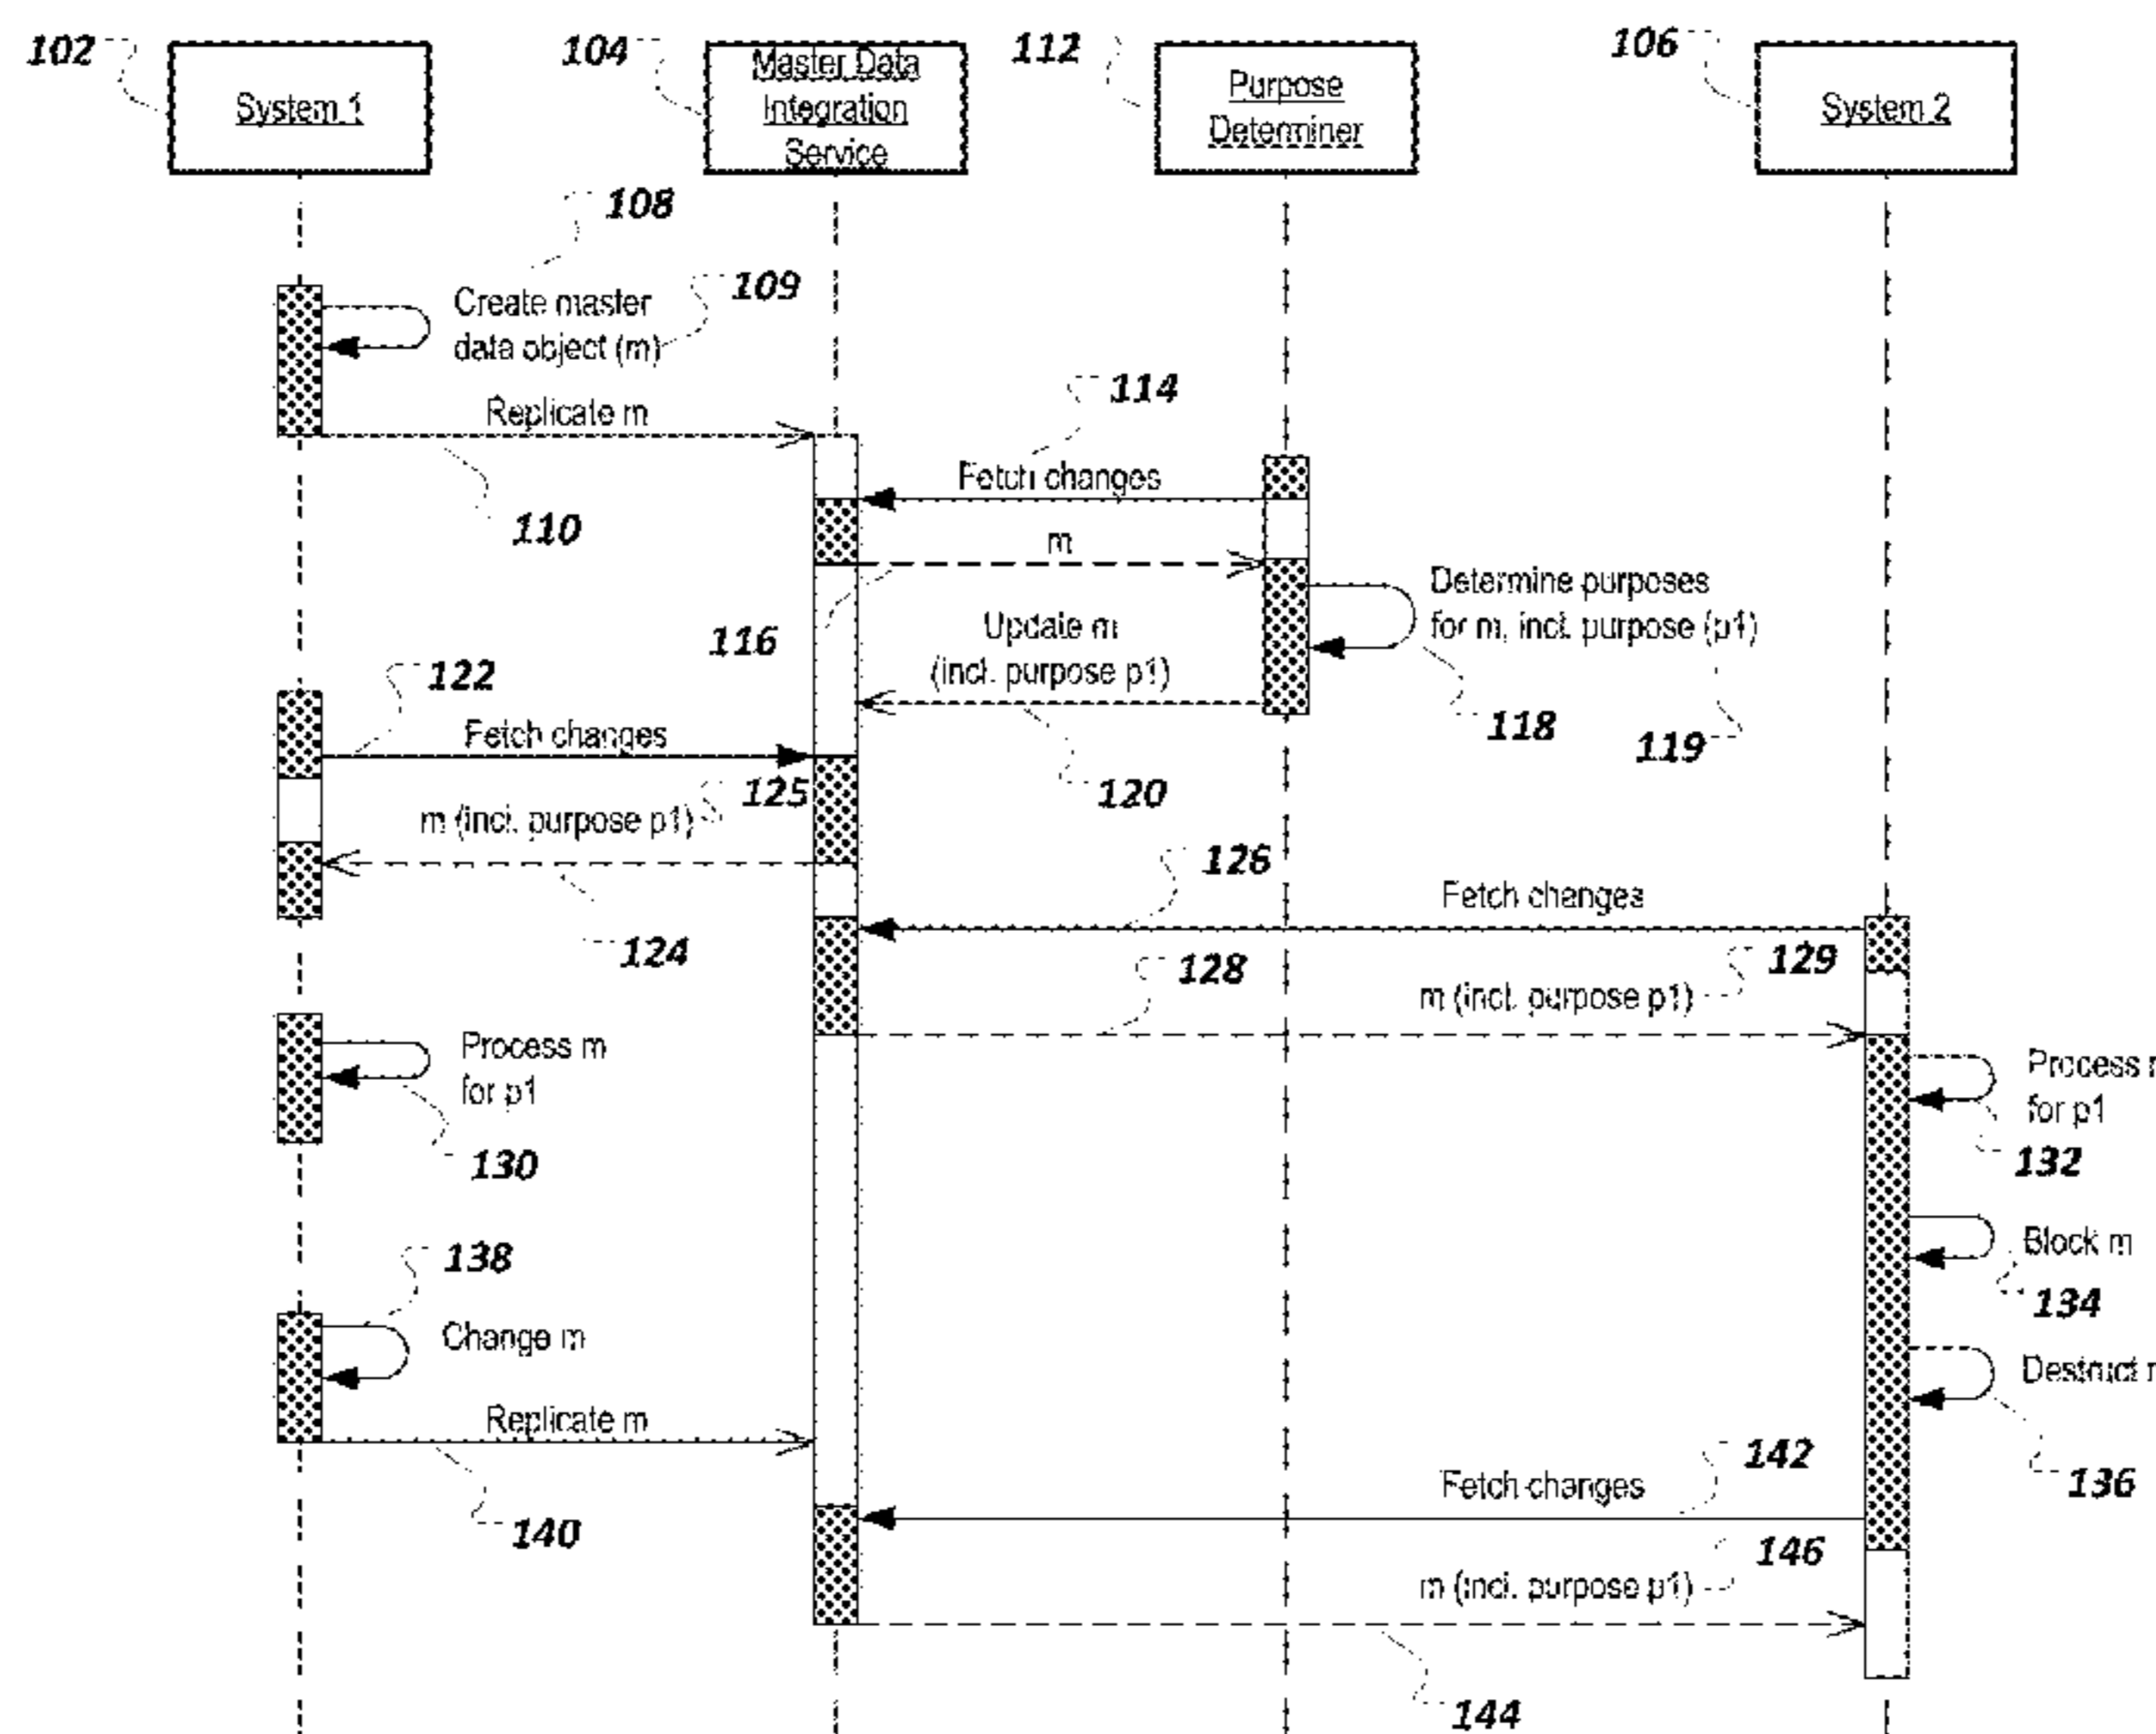 102
System 1
104
Master Data
Integration
Service
112
Purpose
Determiner
106
System 2
108
Create master
data object (m)
109
Replicate m
110
114
Fetch changes
m
116
Determine purposes
for m, incl. purpose (p1)
118
119
Update m
(incl. purpose p1)
120
122
Fetch changes
125
m (incl. purpose p1)
124
126
Fetch changes
128
129
m (incl. purpose p1)
Process m
for p1
130
Process
for p1
132
Block m
134
138
Change m
Destruct
136
Replicate m
140
142
Fetch changes
146
m (incl. purpose p1)
144